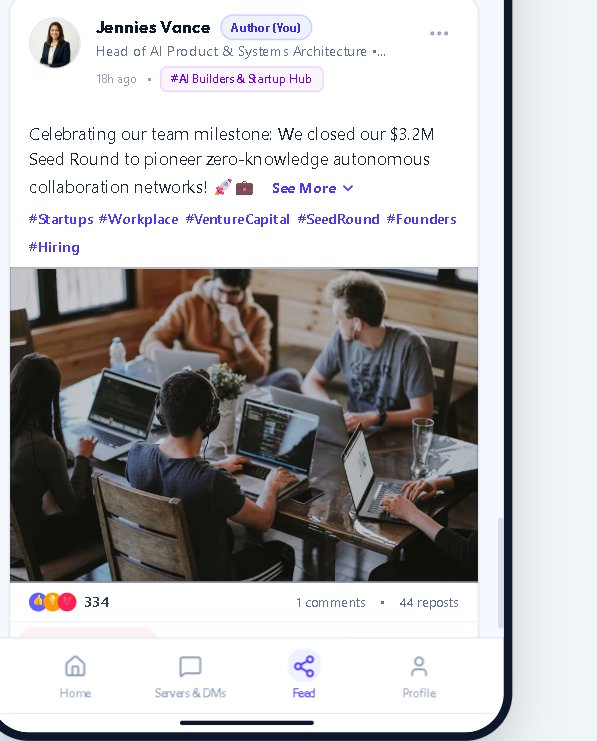 Jennies Vance Author (You)
Head of AI Product & Systems Architecture •...
18h ago • #AI Builders & Startup Hub
Celebrating our team milestone: We closed our $3.2M
Seed Round to pioneer zero-knowledge autonomous
collaboration networks! 🚀💼 See More
#Startups #Workplace #VentureCapital #SeedRound #Founders
#Hiring
334 1 comments • 44 reposts
Home Servers & DMs Feed Profile